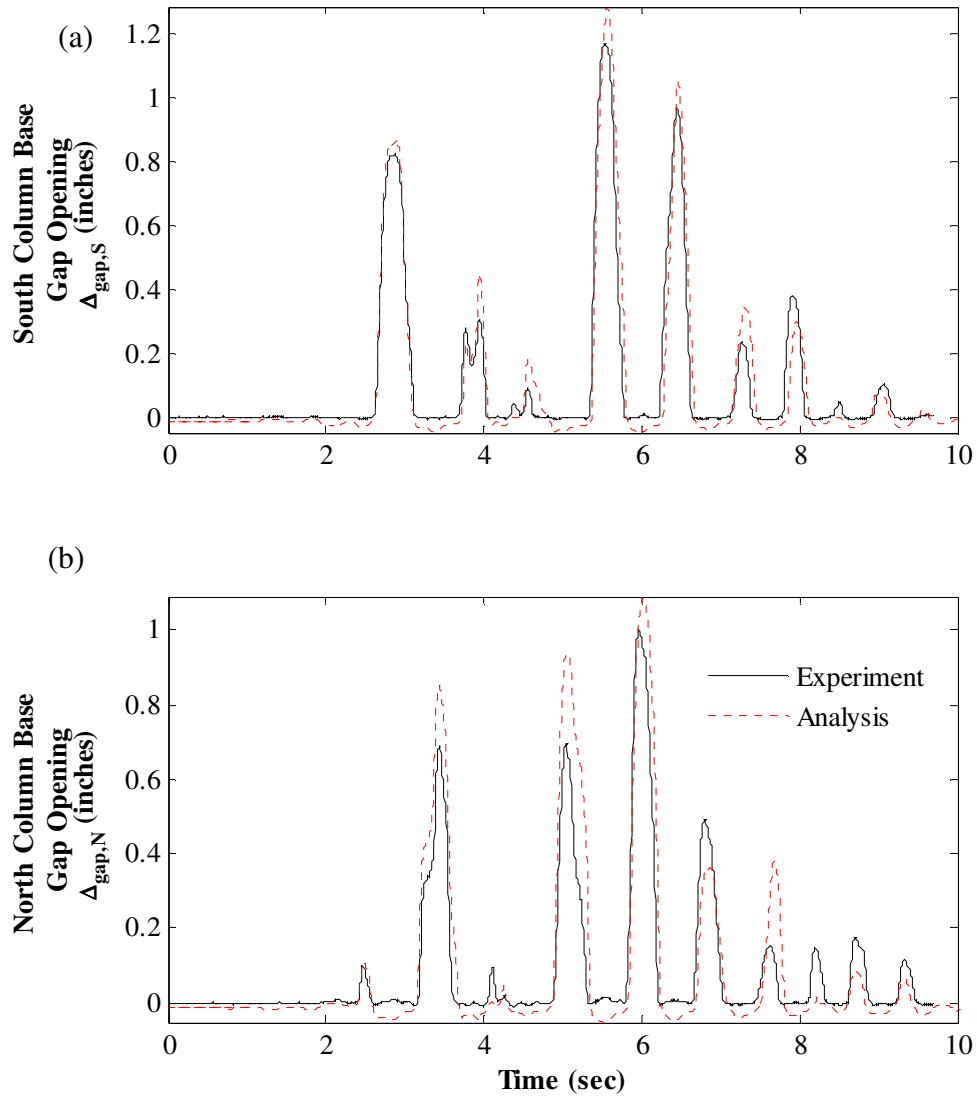 (a)
South Column Base
Gap Opening
Δgap,S (inches)
1.2
1
0.8
0.6
0.4
0.2
0
0 2 4 6 8 10
(b)
North Column Base
Gap Opening
Δgap,N (inches)
1
0.8
0.6
0.4
0.2
0
Experiment
Analysis
0 2 4 6 8 10
Time (sec)